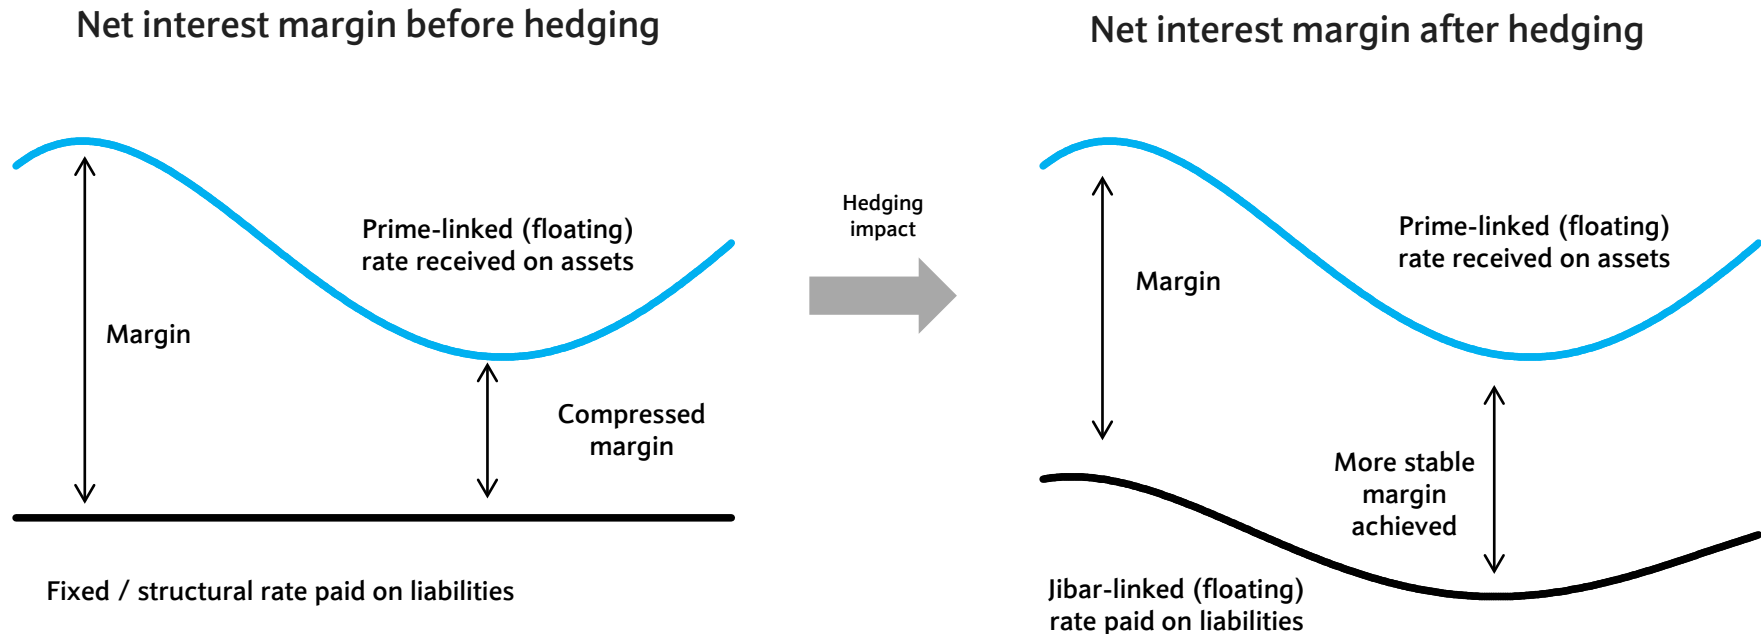 Net interest margin before hedging
Prime-linked (floating)
rate received on assets
Margin
Compressed
margin
Fixed / structural rate paid on liabilities
Hedging
impact
Net interest margin after hedging
Prime-linked (floating)
rate received on assets
Margin
More stable
margin
achieved
Jibar-linked (floating)
rate paid on liabilities